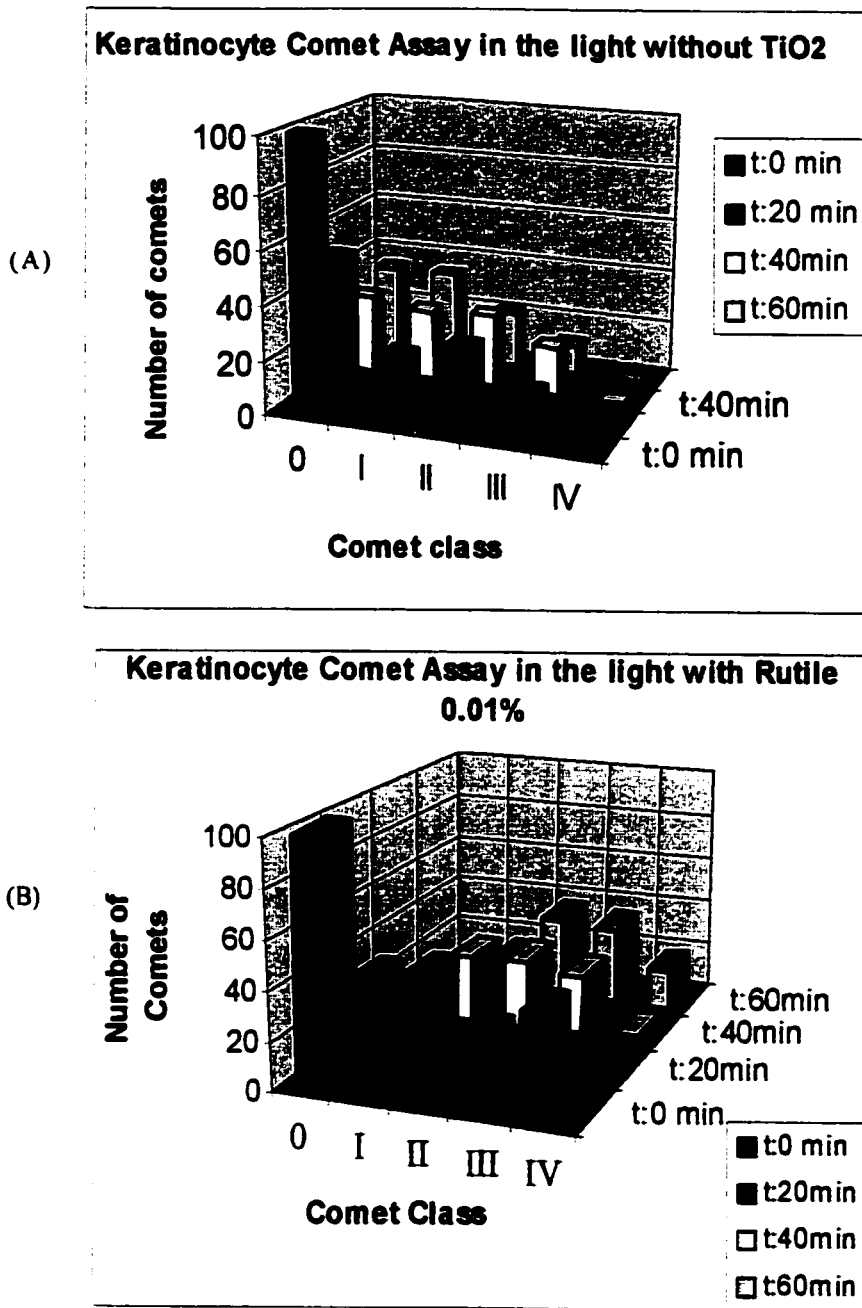 Keratinocyte Comet Assay in the light without TiO2
(A)
Number of comets
100
80
60
40
20
0
0 I II III IV
Comet class
t:40min
t:0 min
t:0 min
t:20 min
t:40min
t:60min
Keratinocyte Comet Assay in the light with Rutile
0.01%
(B)
Number of
Comets
100
80
60
40
20
0
0 I II III IV
Comet Class
t:60min
t:40min
t:20min
t:0 min
t:0 min
t:20min
t:40min
t:60min